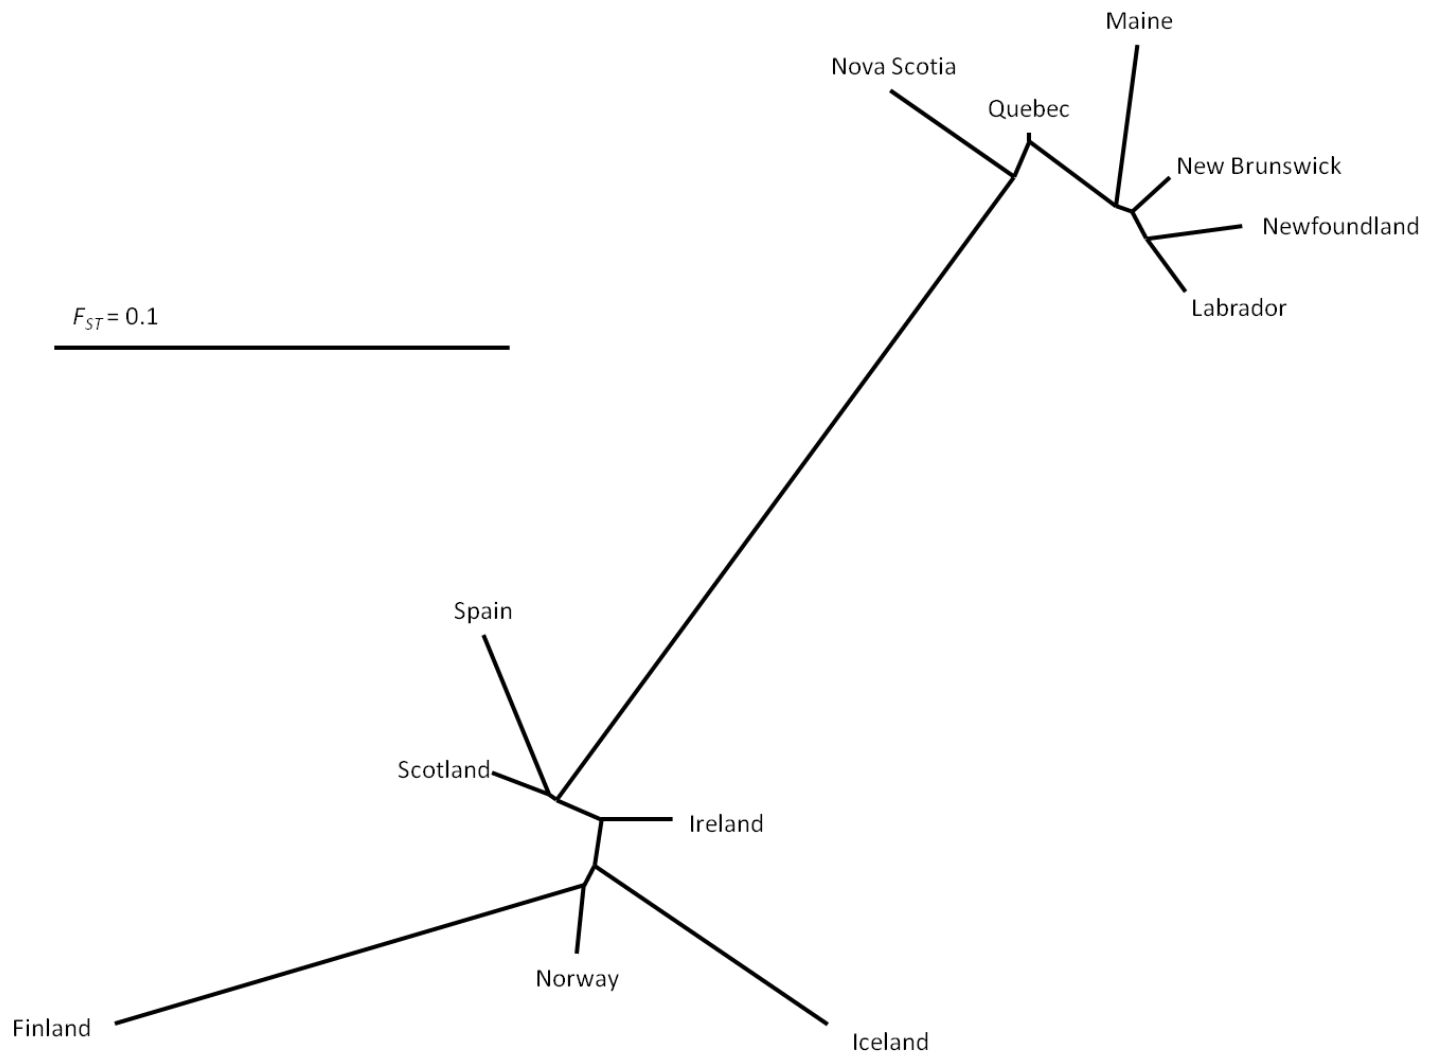 Maine
Nova Scotia
Quebec
New Brunswick
Newfoundland
Labrador
FST = 0.1
Spain
Scotland
Ireland
Norway
Finland
Iceland